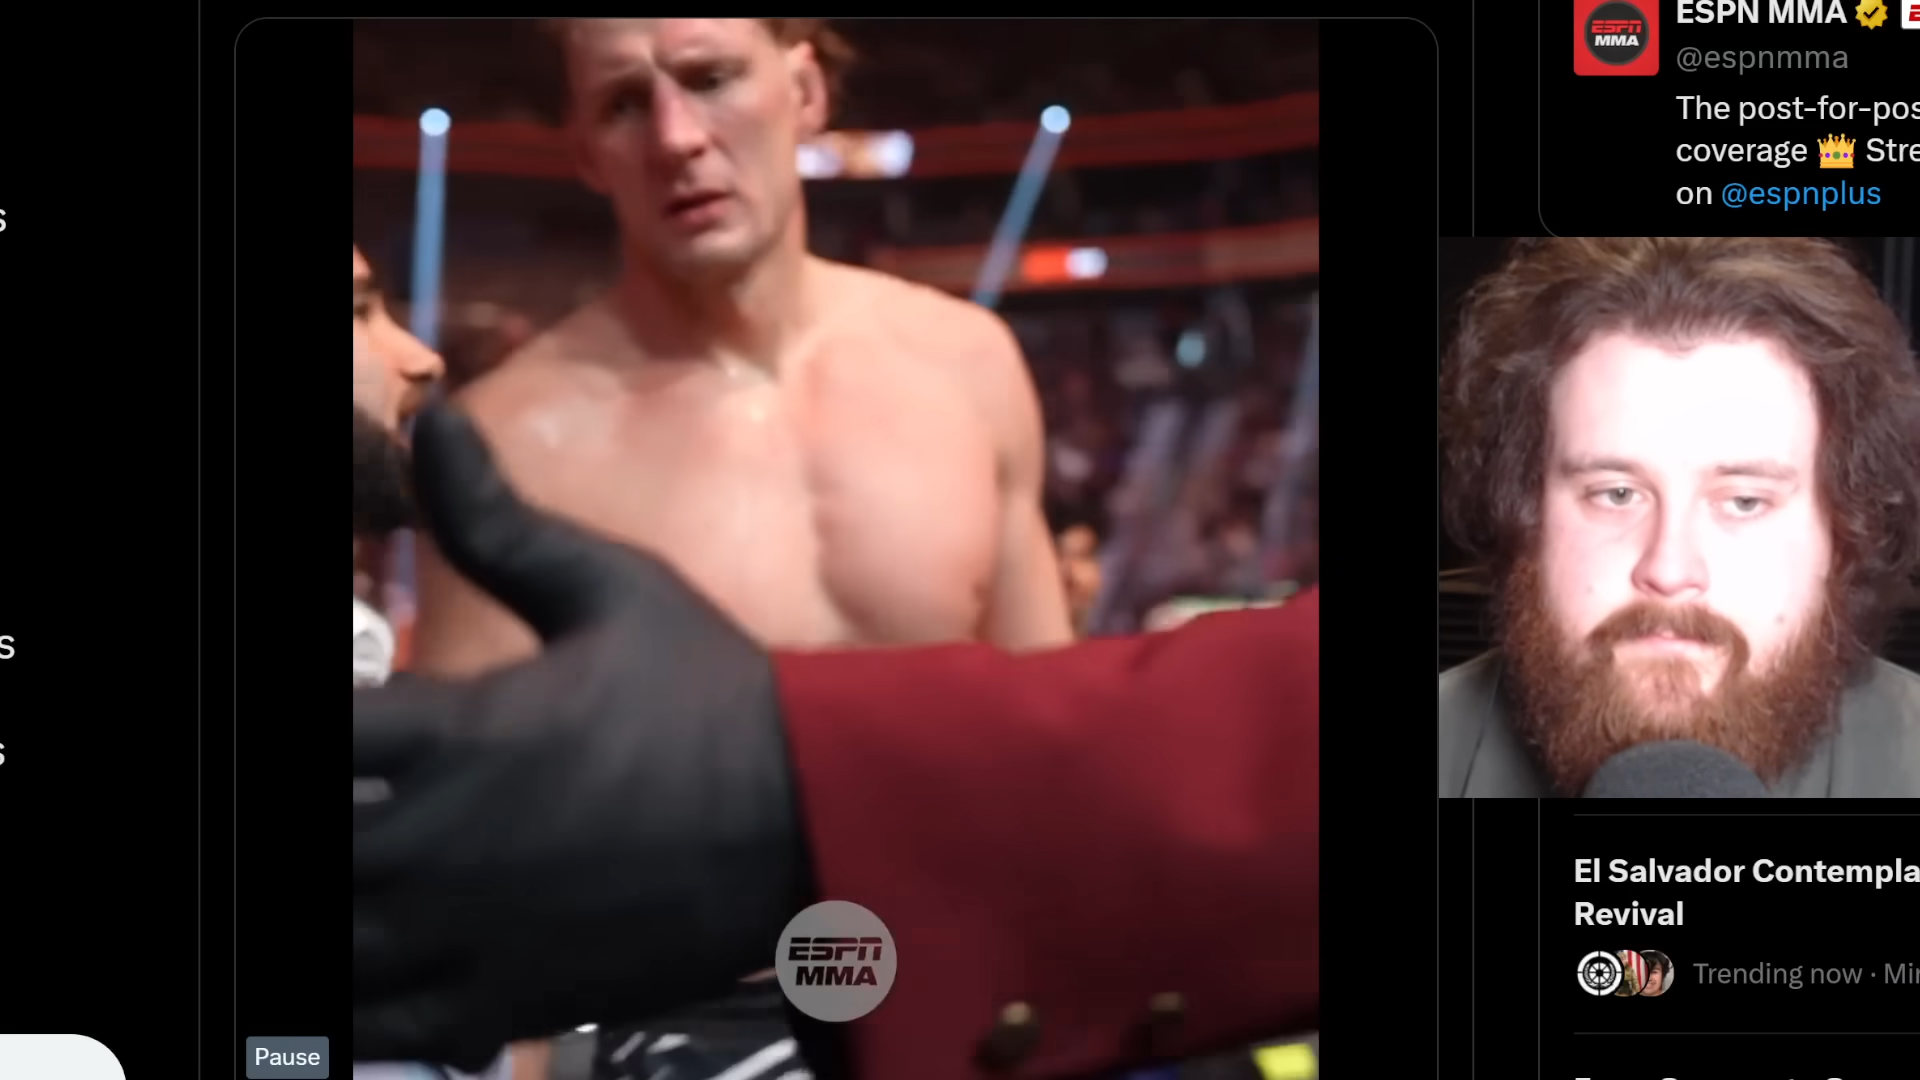 ESPN MMA
@espnmma
ESPN
MMA
The post-for-pos
coverage 👑 Stre
on @espnplus
s
s
s
ESPN
MMA
Pause
El Salvador Contempla
Revival
Trending now · Mir